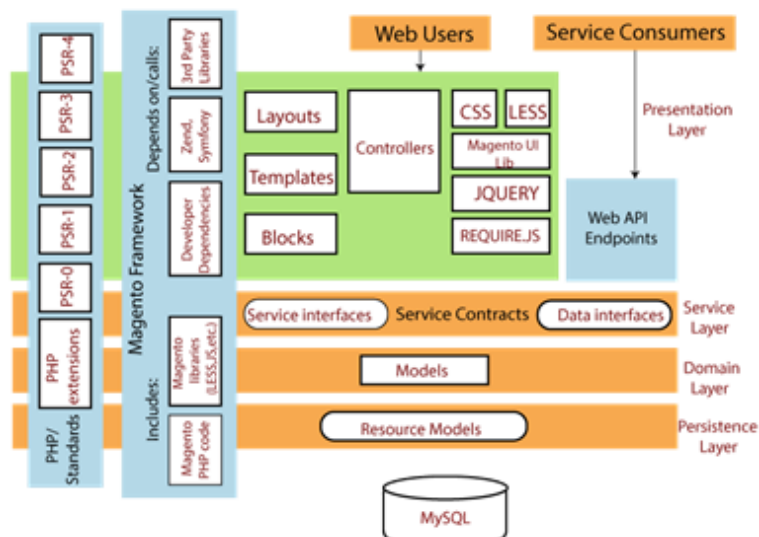 Web Users
Service Consumers
PSR-4
PSR-3
PSR-2
PSR-1
PSR-0
PHP
extensions
PHP/
Standards
Magento Framework
Depends on/calls:
3rd Party
Libraries
Zend,
Symfony
Developer
Dependencies
Includes:
Magento
libraries
(LESS,JS,etc.)
Magento
PHP code
Layouts
Templates
Blocks
Controllers
CSS
LESS
Magento UI
Lib
JQUERY
REQUIRE.JS
Presentation
Layer
Web API
Endpoints
Service interfaces
Service Contracts
Data interfaces
Service
Layer
Models
Domain
Layer
Resource Models
Persistence
Layer
MySQL